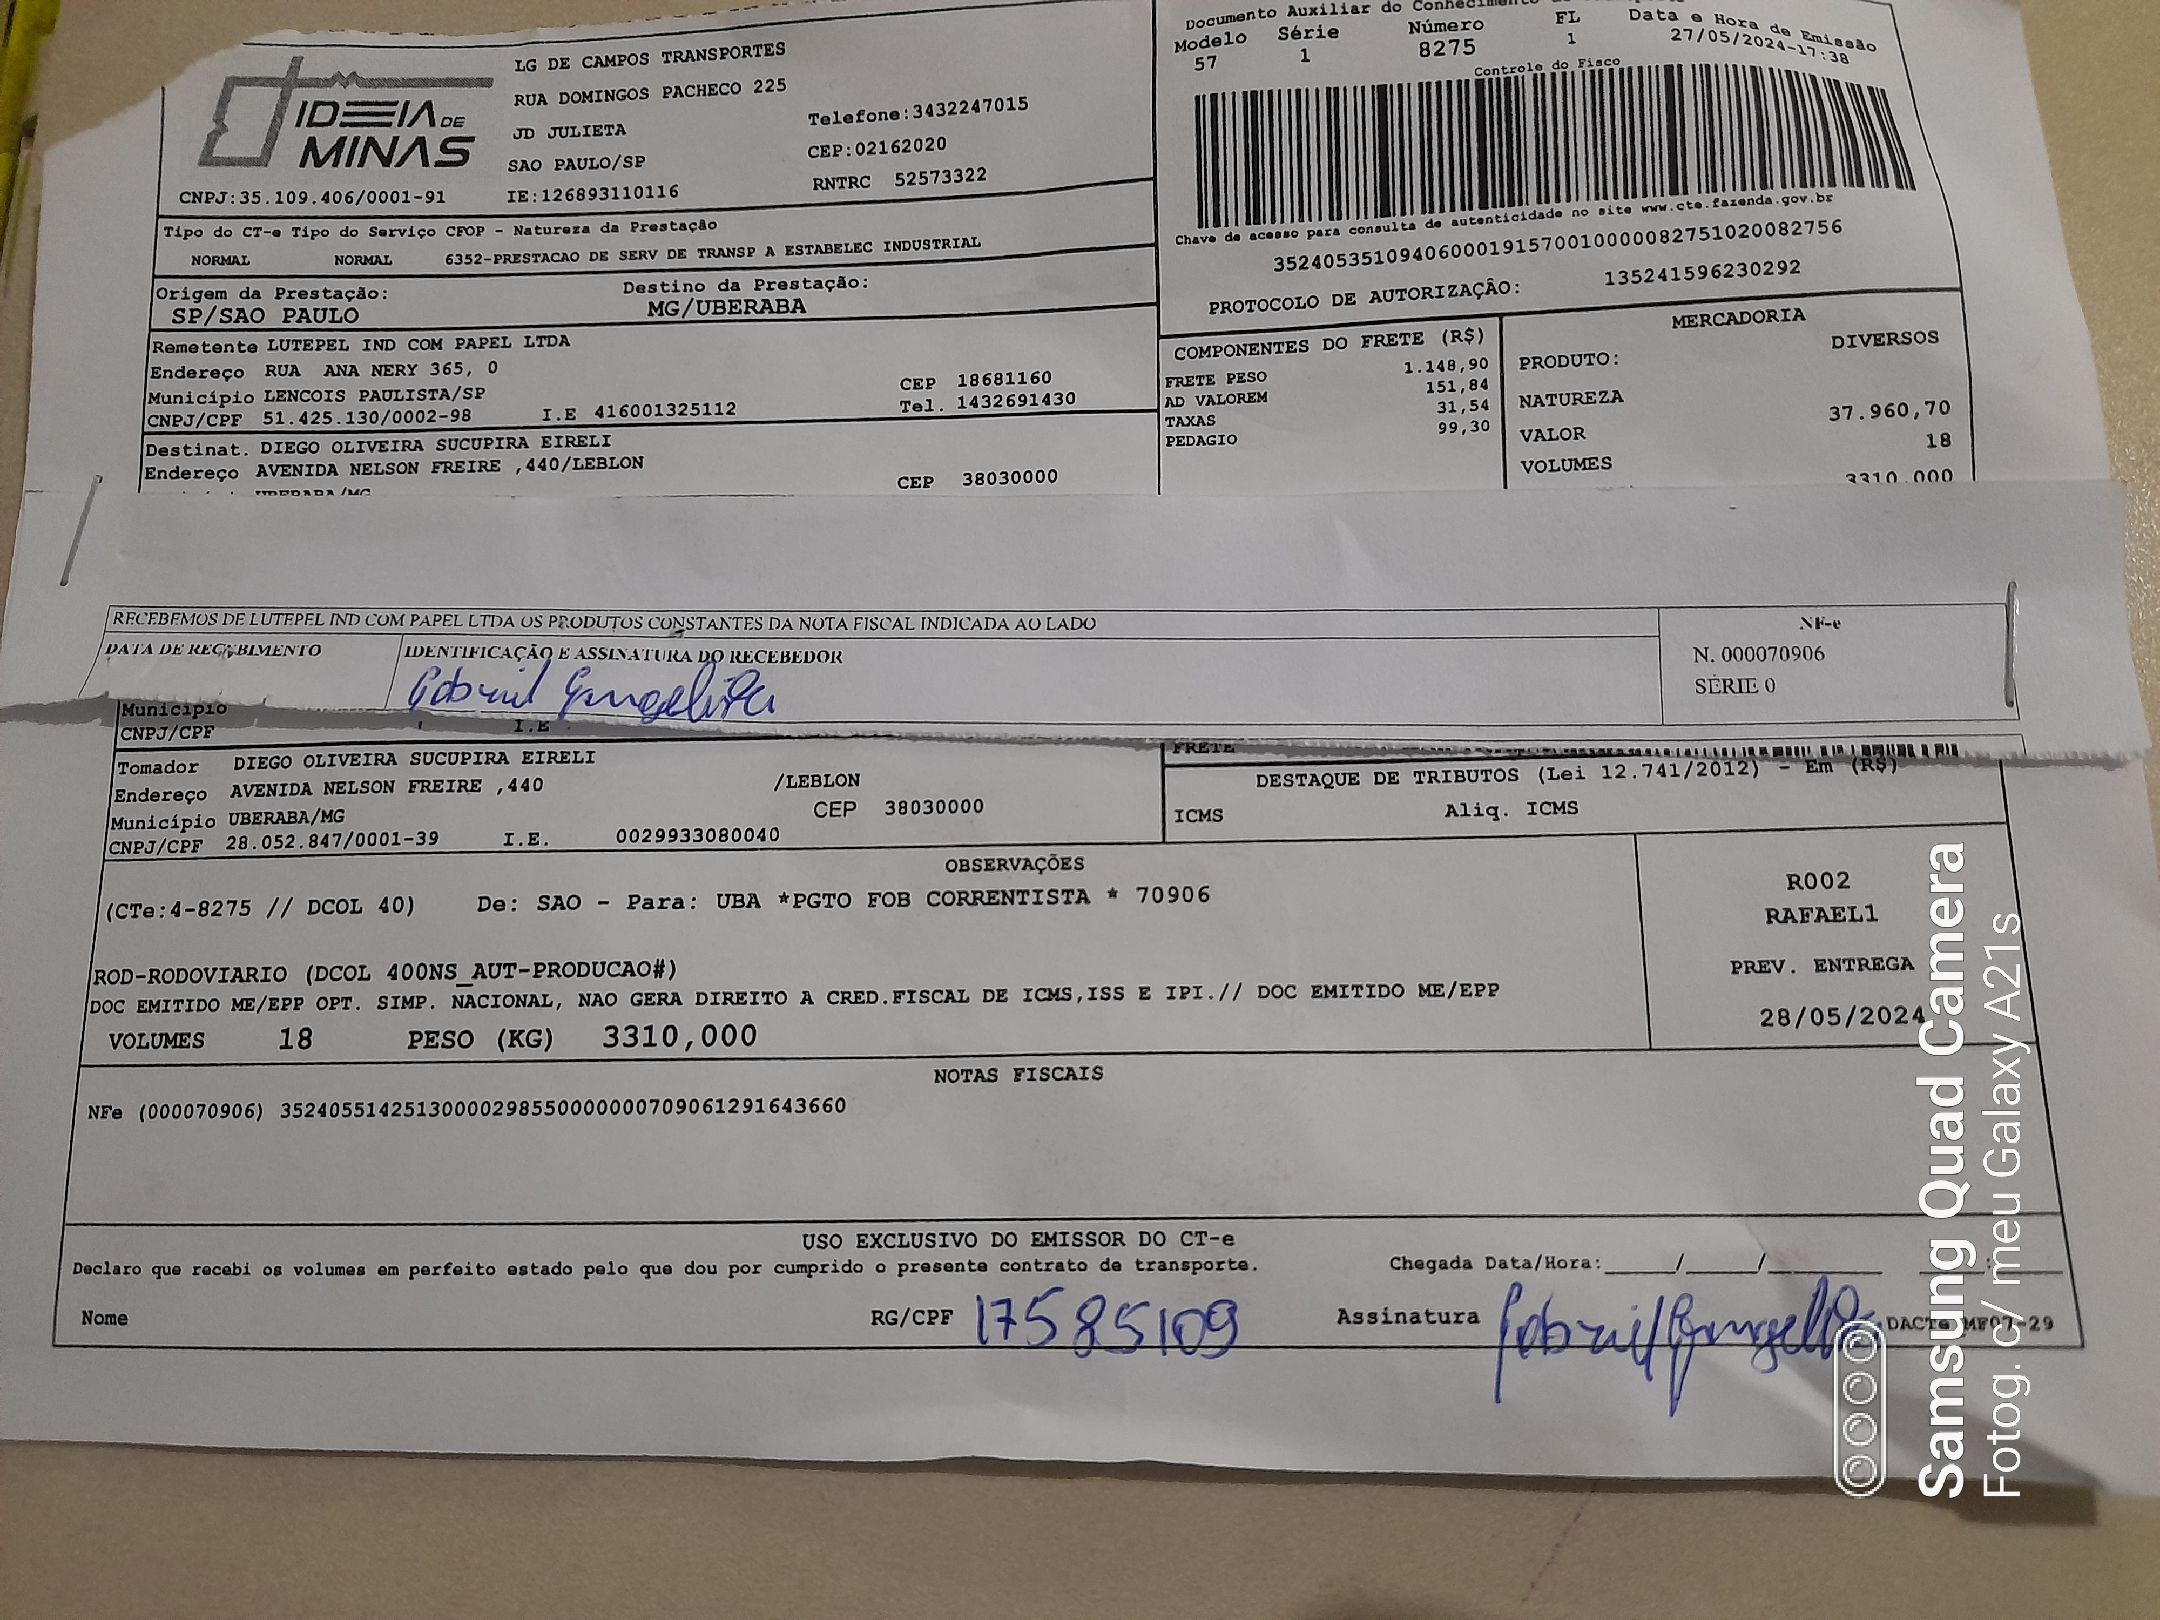 IDEIA DE
MINAS
CNPJ:35.109.406/0001-91
LG DE CAMPOS TRANSPORTES
RUA DOMINGOS PACHECO 225
JD JULIETA
SAO PAULO/SP
IE:126893110116
Telefone:3432247015
CEP:02162020
RNTRC 52573322
Documento Auxiliar do
Modelo Série Número FL Data e Hora de Emissão
57 1 8275 1 27/05/2024-17:38
Controle do Fisco
Chave de acesso para consulta de autenticidade no site www.cte.fazenda.gov.br
35240535109406000191570010000082751020082756
PROTOCOLO DE AUTORIZAÇÃO: 135241596230292
Tipo do CT-e Tipo do Serviço CFOP - Natureza da Prestação
NORMAL NORMAL 6352-PRESTACAO DE SERV DE TRANSP A ESTABELEC INDUSTRIAL
Origem da Prestação: Destino da Prestação:
SP/SAO PAULO MG/UBERABA
Remetente LUTEPEL IND COM PAPEL LTDA
Endereço RUA ANA NERY 365, 0
Município LENCOIS PAULISTA/SP CEP 18681160
CNPJ/CPF 51.425.130/0002-98 I.E 416001325112 Tel. 1432691430
Destinat. DIEGO OLIVEIRA SUCUPIRA EIRELI
Endereço AVENIDA NELSON FREIRE ,440/LEBLON
CEP 38030000
UBERABA/MG
COMPONENTES DO FRETE (R$)
FRETE PESO 1.148,90
AD VALOREM 151,84
TAXAS 31,54
PEDAGIO 99,30
MERCADORIA
PRODUTO: DIVERSOS
NATUREZA
VALOR 37.960,70
VOLUMES 18
3310,000
RECEBEMOS DE LUTEPEL IND COM PAPEL LTDA OS PRODUTOS CONSTANTES DA NOTA FISCAL INDICADA AO LADO
DATA DE RECEBIMENTO IDENTIFICAÇÃO E ASSINATURA DO RECEBEDOR
Gabriel
NF-e
N. 000070906
SÉRIE 0
Município
CNPJ/CPF I.E
Tomador DIEGO OLIVEIRA SUCUPIRA EIRELI
Endereço AVENIDA NELSON FREIRE ,440 /LEBLON
Município UBERABA/MG CEP 38030000
CNPJ/CPF 28.052.847/0001-39 I.E. 0029933080040
FRETE
DESTAQUE DE TRIBUTOS (Lei 12.741/2012) - Em (R$)
ICMS Aliq. ICMS
OBSERVAÇÕES
(CTe:4-8275 // DCOL 40) De: SAO - Para: UBA *PGTO FOB CORRENTISTA * 70906
ROD-RODOVIARIO (DCOL 400NS_AUT-PRODUCAO#)
DOC EMITIDO ME/EPP OPT. SIMP. NACIONAL, NAO GERA DIREITO A CRED.FISCAL DE ICMS,ISS E IPI.// DOC EMITIDO ME/EPP
VOLUMES 18 PESO (KG) 3310,000
R002
RAFAEL1
PREV. ENTREGA
28/05/2024
NOTAS FISCAIS
NFe (000070906) 35240551425130000298550000000709061291643660
USO EXCLUSIVO DO EMISSOR DO CT-e
Declaro que recebi os volumes em perfeito estado pelo que dou por cumprido o presente contrato de transporte.
Chegada Data/Hora:____/____/________ ____:____
Nome RG/CPF 17585109 Assinatura Gabriel
DACTe MF07-29
Samsung Quad Camera
Fotog. c/ meu Galaxy A21s